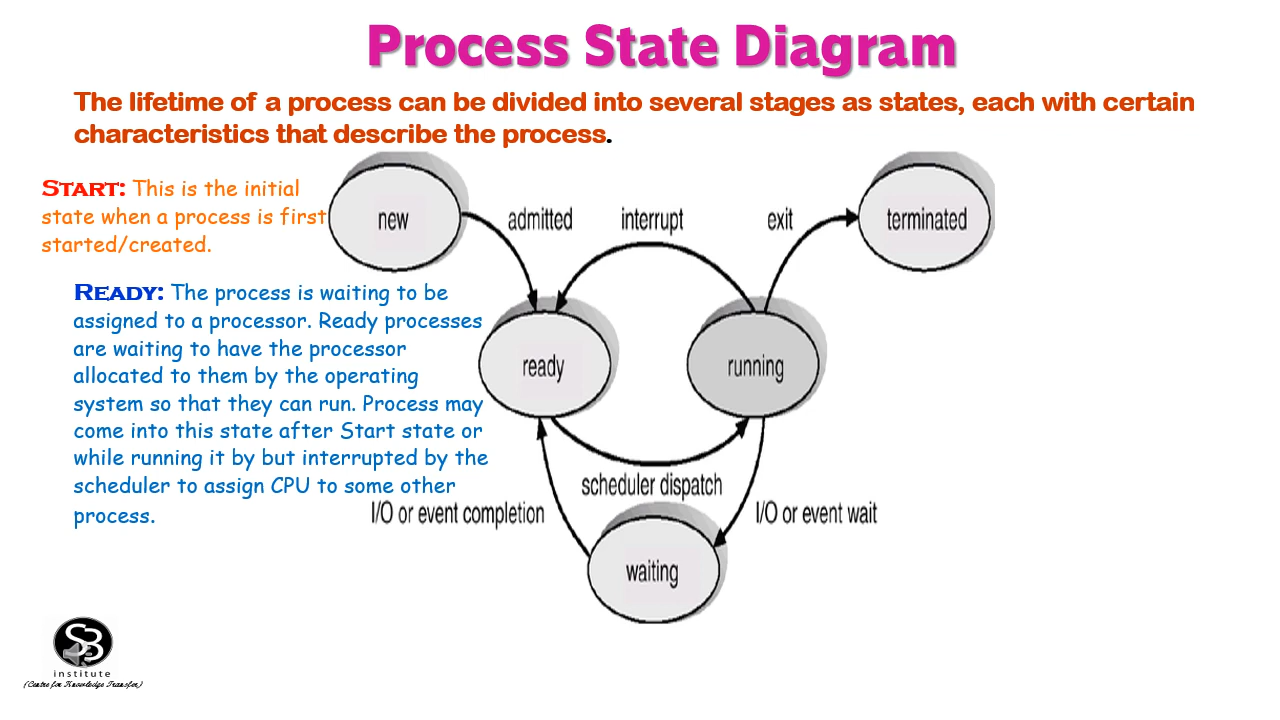 Process State Diagram
The lifetime of a process can be divided into several stages as states, each with certain
characteristics that describe the process.
START: This is the initial
state when a process is first
started/created.
READY: The process is waiting to be
assigned to a processor. Ready processes
are waiting to have the processor
allocated to them by the operating
system so that they can run. Process may
come into this state after Start state or
while running it by but interrupted by the
scheduler to assign CPU to some other
process.
new
admitted
interrupt
exit
terminated
ready
running
scheduler dispatch
I/O or event completion
I/O or event wait
waiting
SB
institute
(Centre for Knowledge Transfer)